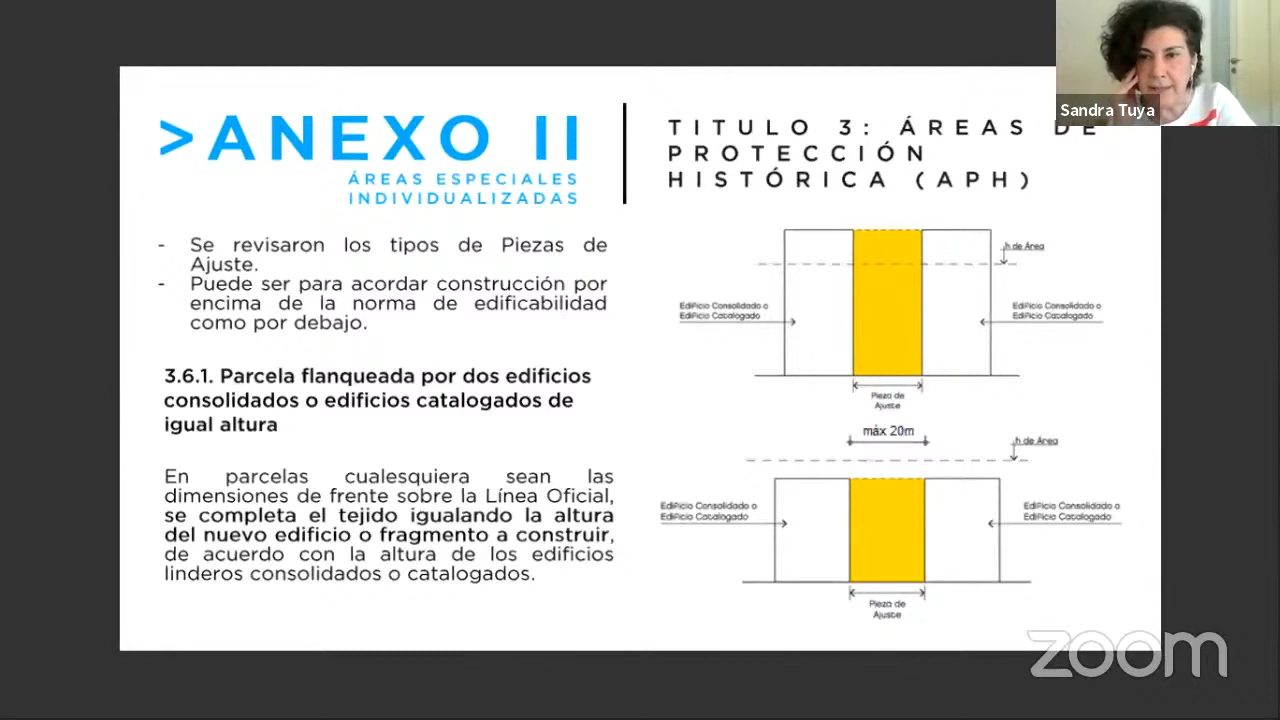 Sandra Tuya
>ANEXO II
ÁREAS ESPECIALES
INDIVIDUALIZADAS
TITULO 3: ÁREAS DE
PROTECCIÓN
HISTÓRICA (APH)
- Se revisaron los tipos de Piezas de
Ajuste.
- Puede ser para acordar construcción por
encima de la norma de edificabilidad
como por debajo.
3.6.1. Parcela flanqueada por dos edificios
consolidados o edificios catalogados de
igual altura
En parcelas cualesquiera sean las
dimensiones de frente sobre la Línea Oficial,
se completa el tejido igualando la altura
del nuevo edificio o fragmento a construir,
de acuerdo con la altura de los edificios
linderos consolidados o catalogados.
h de Área
Edificio Consolidado o
Edificio Catalogado
Edificio Consolidado o
Edificio Catalogado
Pieza de
Ajuste
máx 20m
h de Área
Edificio Consolidado o
Edificio Catalogado
Edificio Consolidado o
Edificio Catalogado
Pieza de
Ajuste
zoom